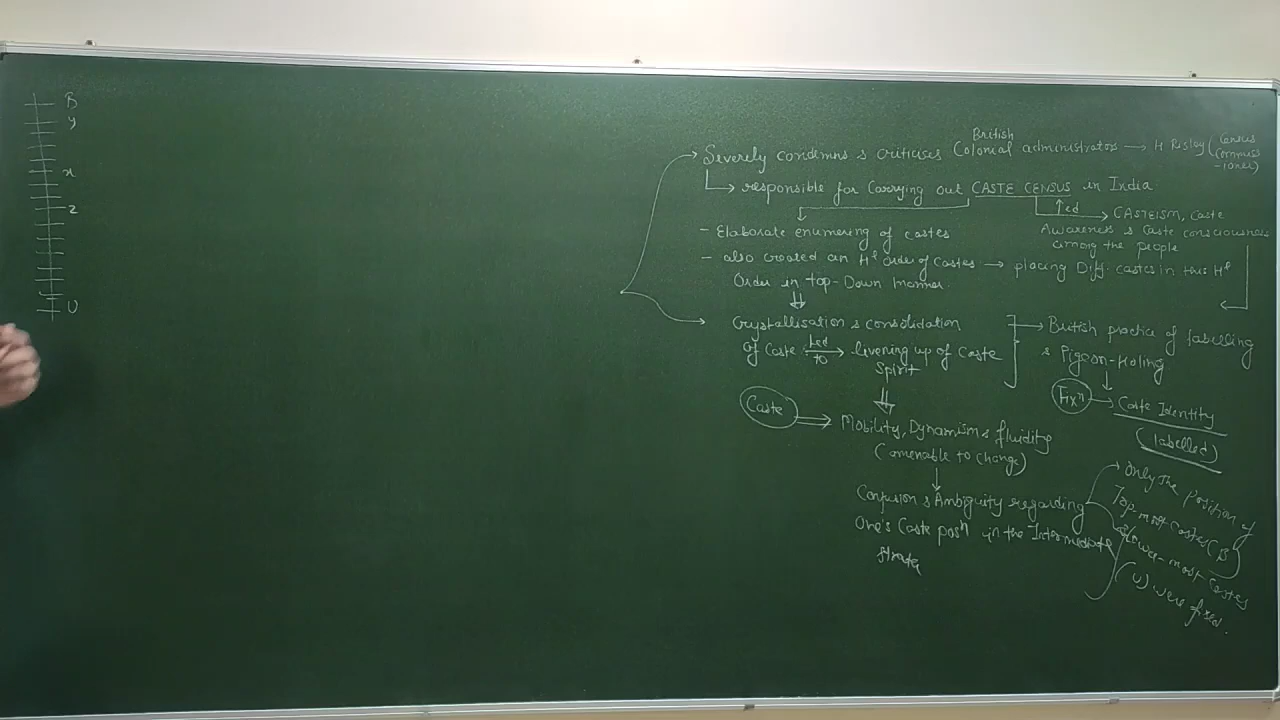 B
y
x
z
U
British
Severely condemns & criticises Colonial administrators → H Risley (Census Commiss-ioner)
→ responsible for Carrying out CASTE CENSUS in India
↑ed → CASTEISM, Caste
Awareness & Caste consciousness
among the people
- Elaborate enumering of castes
- also created an Hˡ order of Castes → placing Diff. castes in this Hˡ
Order in top-Down manner.
Crystallisation & consolidation
of Caste Led to → livening up of Caste
Spirit
→ British practice of labelling
& Pigeon-Holing
Fixⁿ → Caste Identity
(labelled)
Caste ⇒ Mobility, Dynamism & fluidity
(amenable to change)
Confusion & Ambiguity regarding
One's Caste posⁿ in the Intermediate
Strata
→ Only the position of
Top-most castes (B)
& lower-most castes
(U) were fixed.